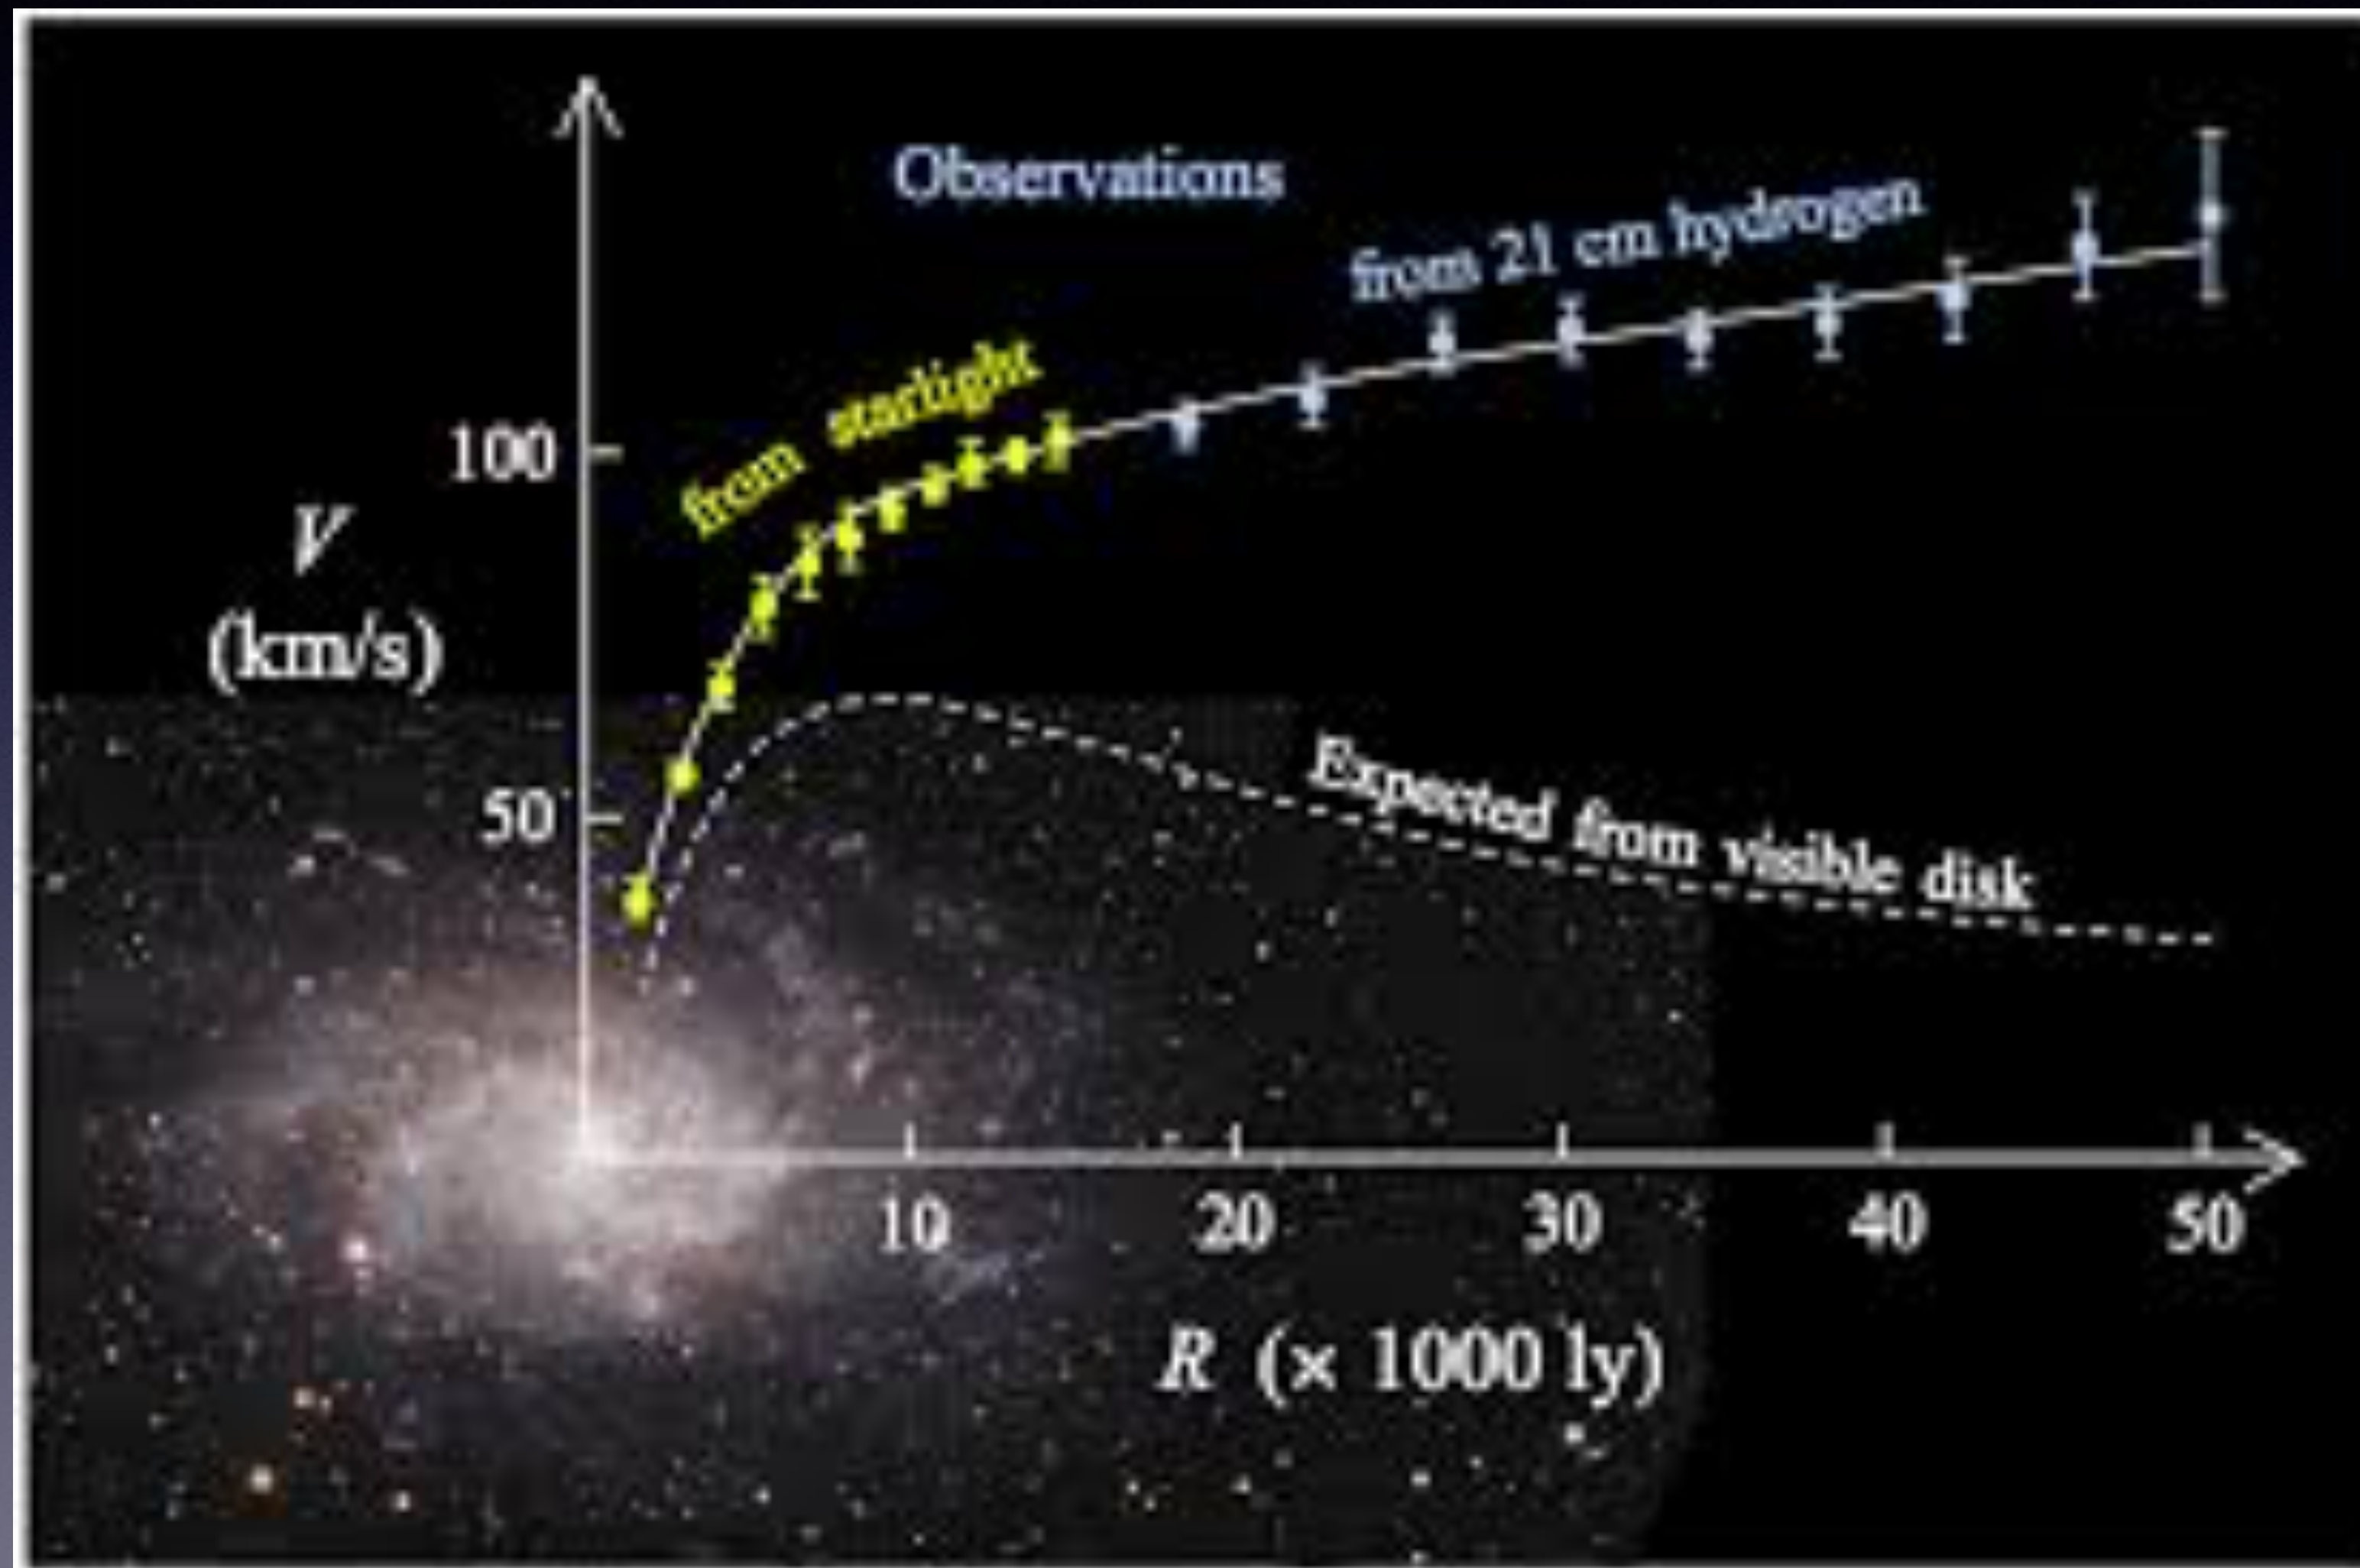 Observations
from 21 cm hydrogen
from starlight
100
V
(km/s)
50
Expected from visible disk
10 20 30 40 50
R (× 1000 ly)